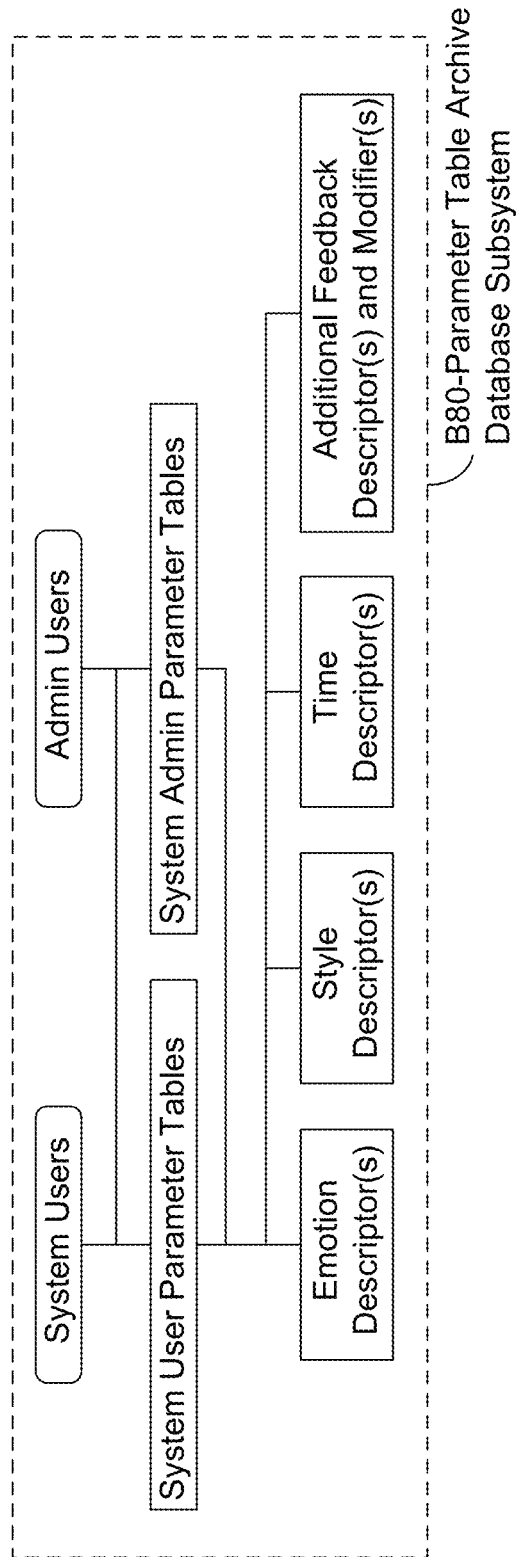 System Users
Admin Users
System User Parameter Tables
System Admin Parameter Tables
Emotion
Descriptor(s)
Style
Descriptor(s)
Time
Descriptor(s)
Additional Feedback
Descriptor(s) and Modifier(s)
B80-Parameter Table Archive
Database Subsystem